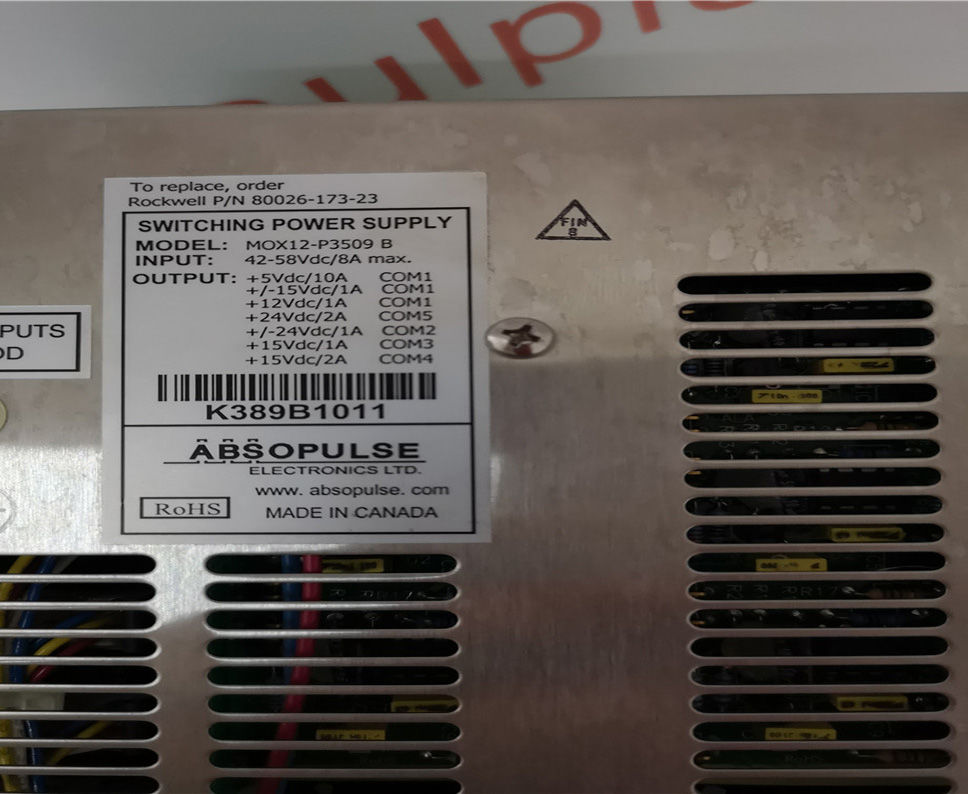 ulpi
To replace, order
Rockwell P/N 80026-173-23
SWITCHING POWER SUPPLY
MODEL: MOX12-P3509 B
INPUT: 42-58Vdc/8A max.
OUTPUT: +5Vdc/10A COM1
+/-15Vdc/1A COM1
+12Vdc/1A COM1
+24Vdc/2A COM5
+/-24Vdc/1A COM2
+15Vdc/1A COM3
+15Vdc/2A COM4
K389B1011
ABSOPULSE
ELECTRONICS LTD.
www. absopulse. com
RoHS MADE IN CANADA
FIN
8
PUTS
OD